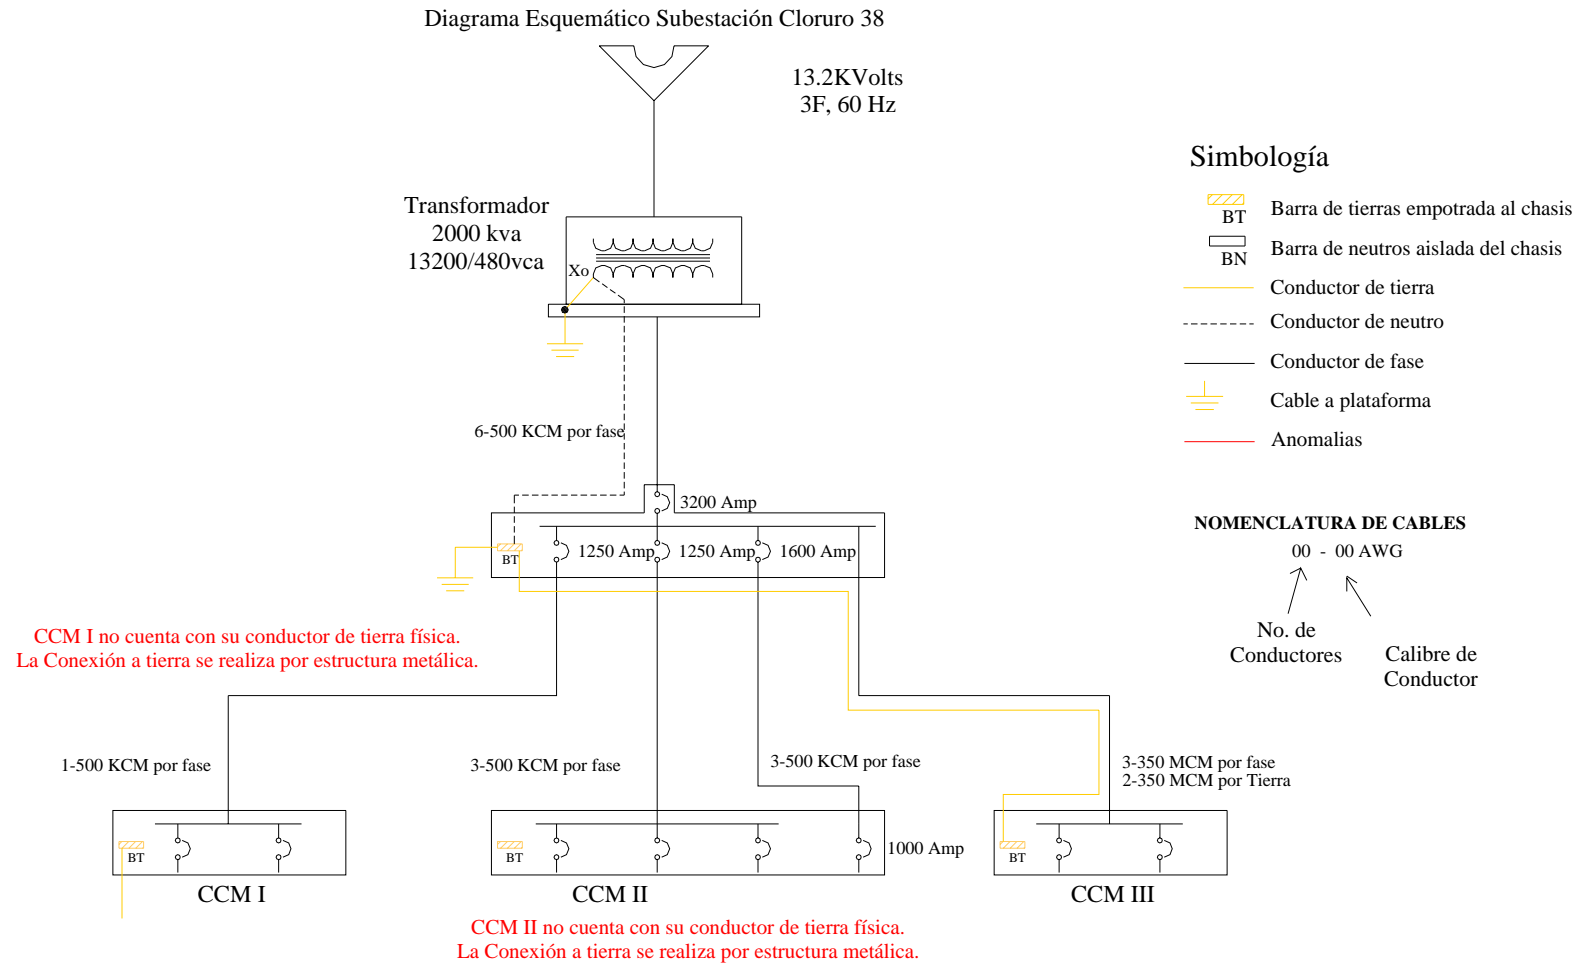 Diagrama Esquemático Subestación Cloruro 38
13.2KVolts
3F, 60 Hz
Transformador
2000 kva
13200/480vca
Xo
Simbología
BT
Barra de tierras empotrada al chasis
BN
Barra de neutros aislada del chasis
Conductor de tierra
Conductor de neutro
Conductor de fase
Cable a plataforma
Anomalias
6-500 KCM por fase
3200 Amp
BT
1250 Amp
1250 Amp
1600 Amp
NOMENCLATURA DE CABLES
00 - 00 AWG
No. de
Conductores
Calibre de
Conductor
CCM I no cuenta con su conductor de tierra física.
La Conexión a tierra se realiza por estructura metálica.
1-500 KCM por fase
3-500 KCM por fase
3-500 KCM por fase
3-350 MCM por fase
2-350 MCM por Tierra
BT
BT
1000 Amp
BT
CCM I
CCM II
CCM III
CCM II no cuenta con su conductor de tierra física.
La Conexión a tierra se realiza por estructura metálica.